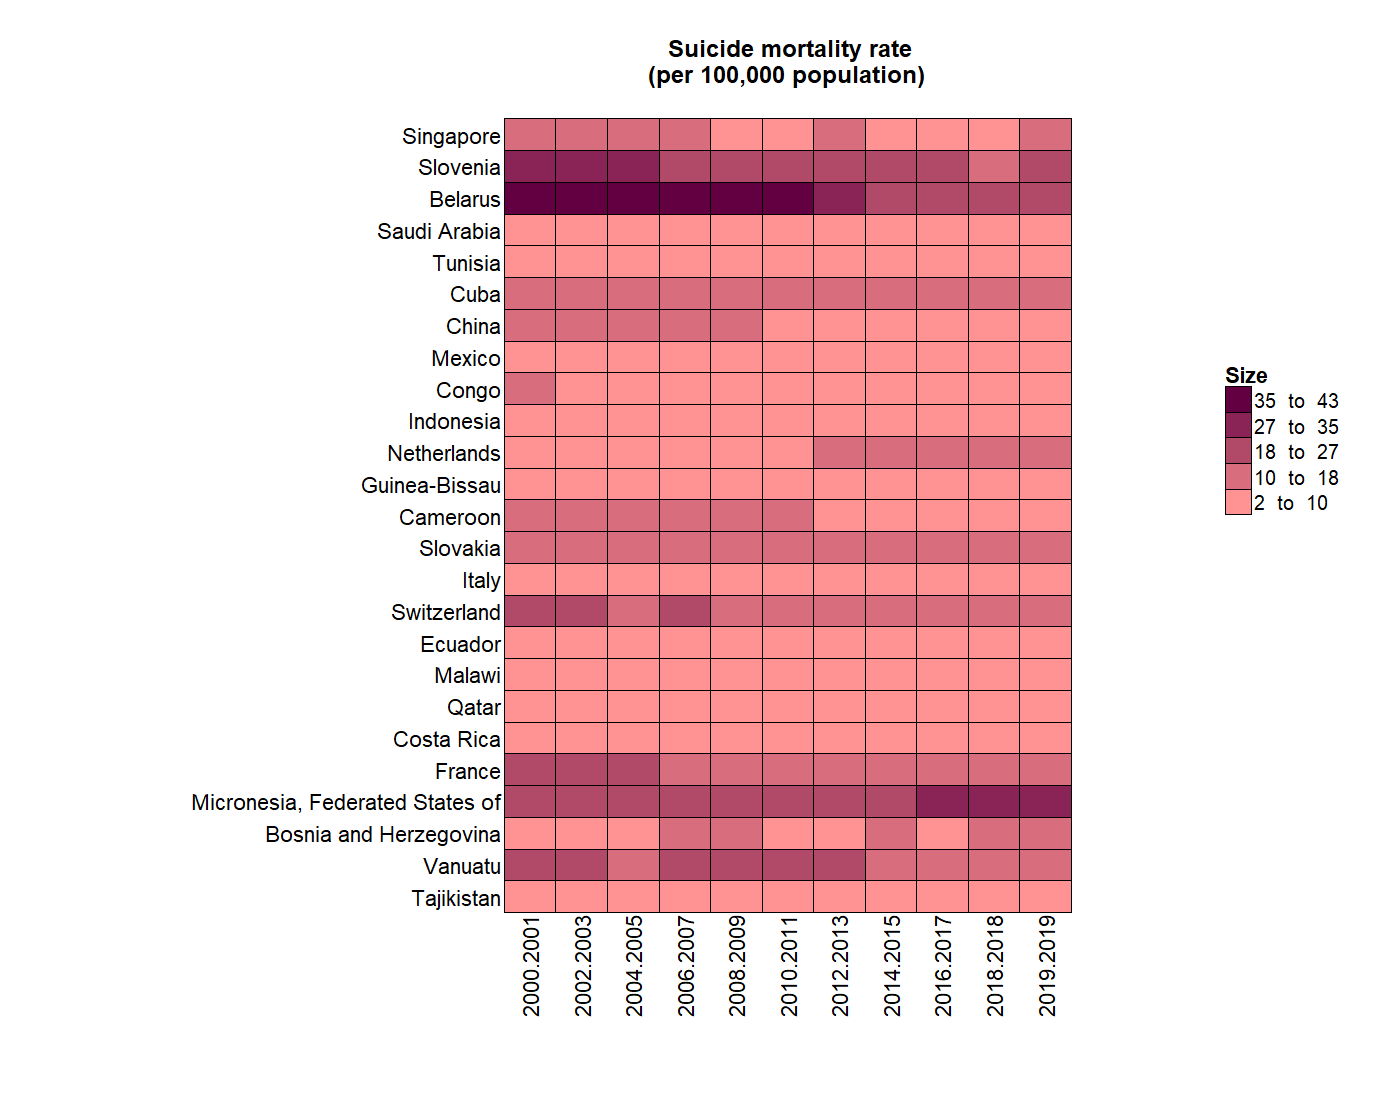 Suicide mortality rate
(per 100,000 population)
Singapore
Slovenia
Belarus
Saudi Arabia
Tunisia
Cuba
China
Mexico
Congo
Indonesia
Netherlands
Guinea-Bissau
Cameroon
Slovakia
Italy
Switzerland
Ecuador
Malawi
Qatar
Costa Rica
France
Micronesia, Federated States of
Bosnia and Herzegovina
Vanuatu
Tajikistan
2000.2001
2002.2003
2004.2005
2006.2007
2008.2009
2010.2011
2012.2013
2014.2015
2016.2017
2018.2018
2019.2019
Size
35 to 43
27 to 35
18 to 27
10 to 18
2 to 10